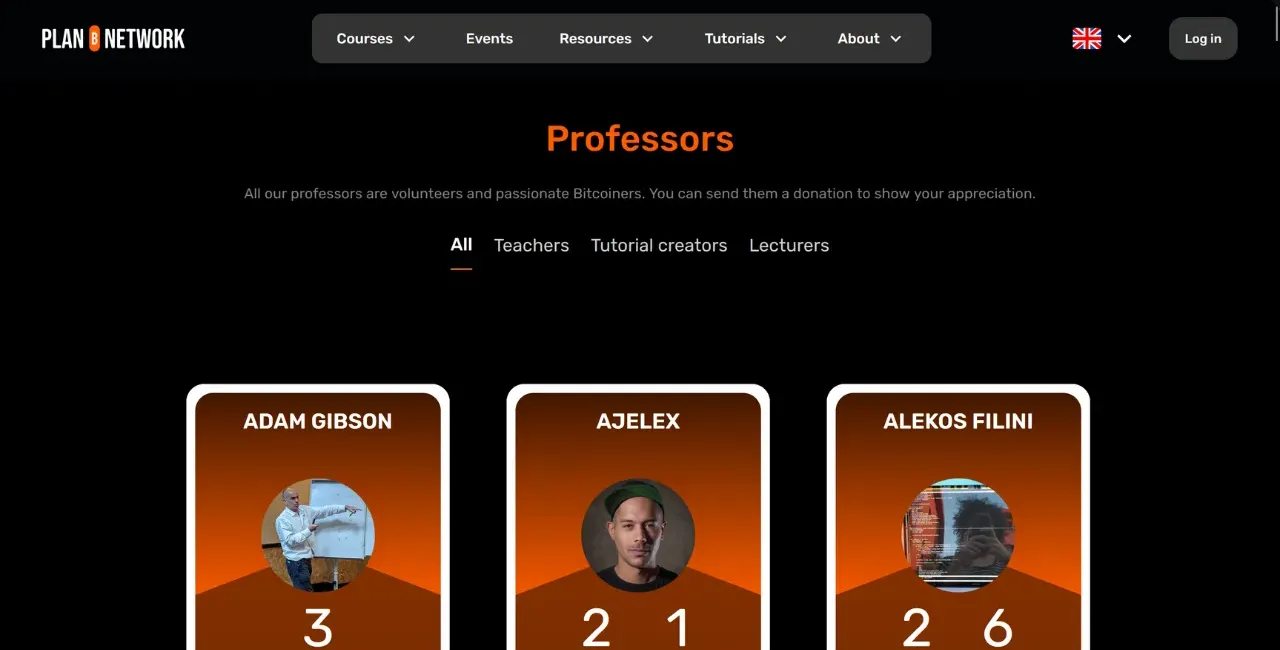 PLAN B NETWORK
Courses
Events
Resources
Tutorials
About
Log in
Professors
All our professors are volunteers and passionate Bitcoiners. You can send them a donation to show your appreciation.
All
Teachers
Tutorial creators
Lecturers
ADAM GIBSON
AJELEX
ALEKOS FILINI
3
2 1
2 6